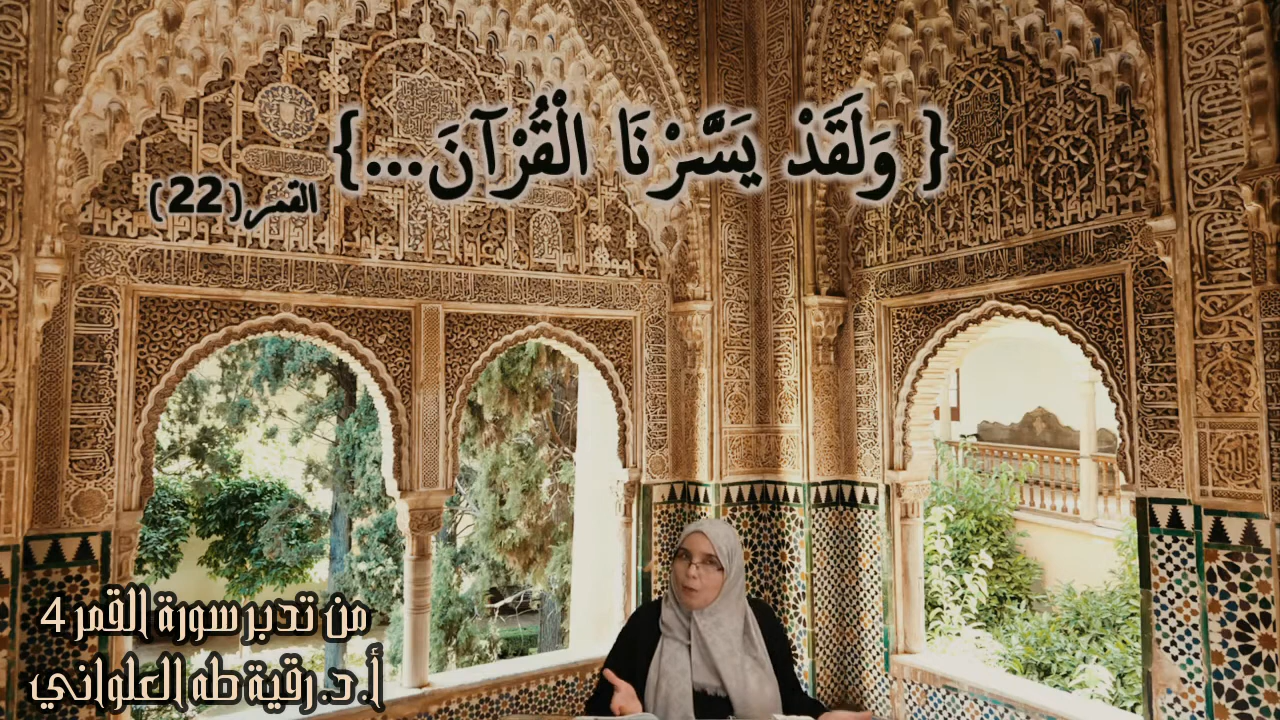 { وَلَقَدْ يَسَّرْنَا الْقُرْآنَ...}
القمر(22)
من تدبر سورة القمر 4
أ.د.رقية طه العلواني